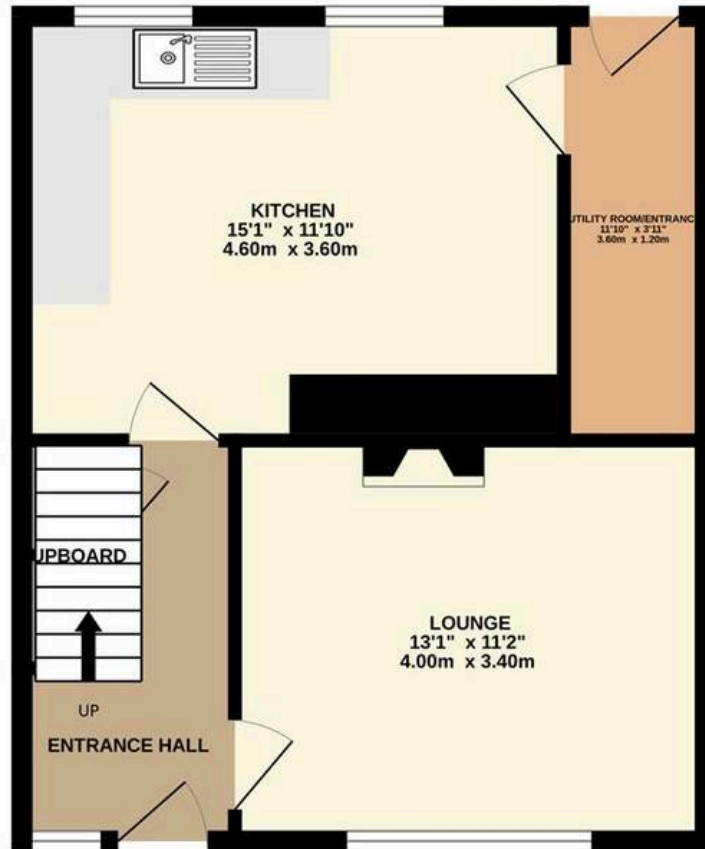 KITCHEN
15'1" x 11'10"
4.60m x 3.60m
UTILITY ROOM/ENTRANC
11'10" x 3'11"
3.60m x 1.20m
UPBOARD
LOUNGE
13'1" x 11'2"
4.00m x 3.40m
UP
ENTRANCE HALL